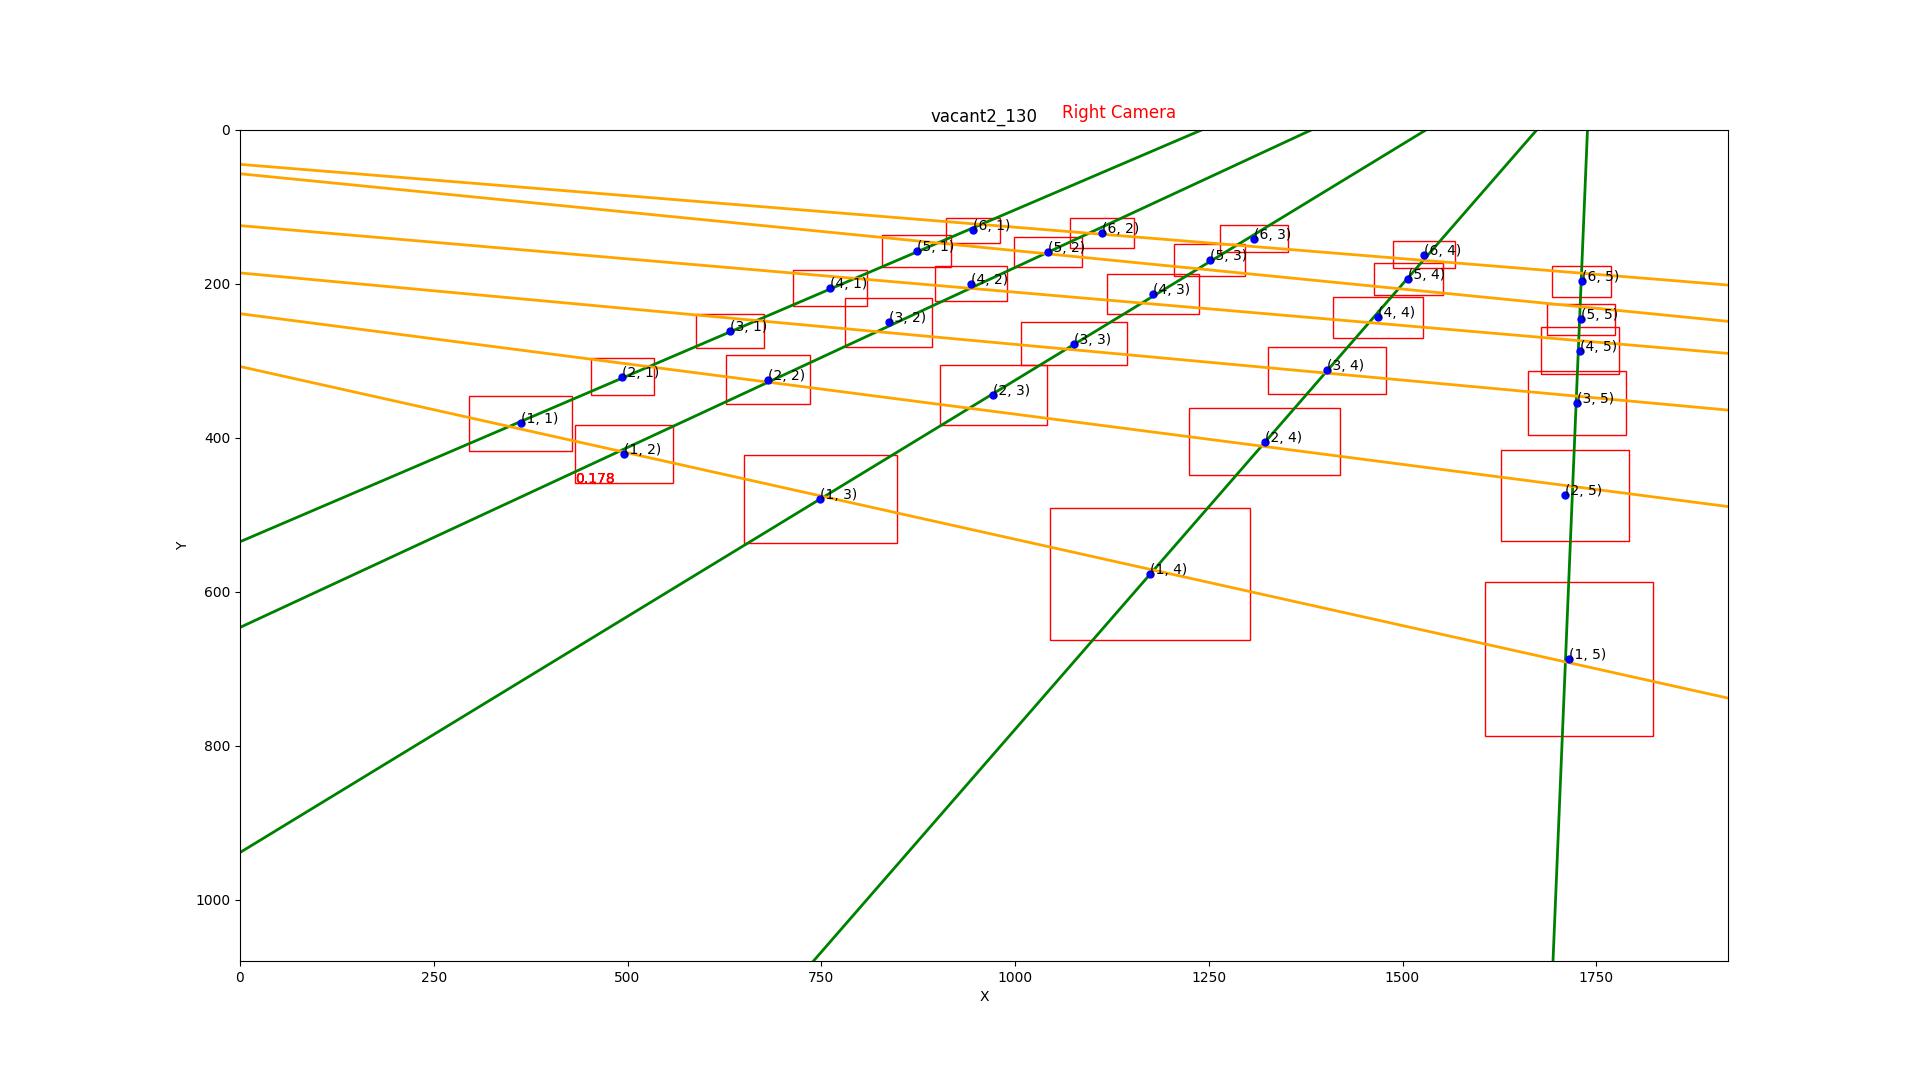 vacant2_130 Right Camera
0
(6, 1) (6, 2) (6, 3)
(5, 1) (5, 2) (5, 3) (6, 4)
(4, 1) (4, 2) (4, 3) (5, 4) (6, 5)
200
(3, 1) (3, 2) (3, 3) (4, 4) (5, 5)
(2, 1) (2, 2) (2, 3) (3, 4) (4, 5)
(3, 5)
(1, 1)
400
(1, 2) (2, 4)
0.178
(1, 3) (2, 5)
Y
(1, 4)
600
(1, 5)
800
1000
0 250 500 750 1000 1250 1500 1750
X